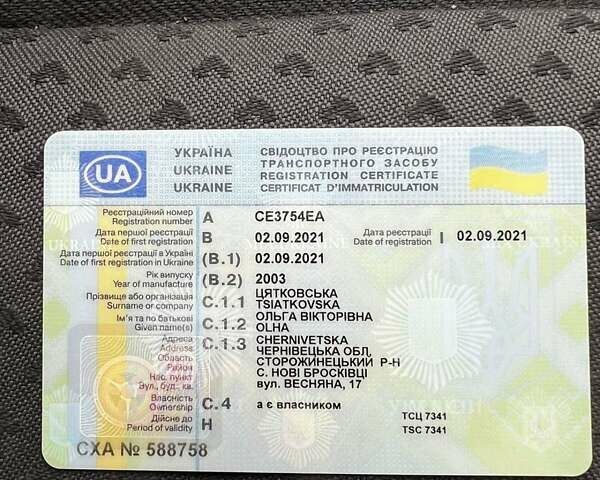 UA
УКРАЇНА
UKRAINE
UKRAINE
СВІДОЦТВО ПРО РЕЄСТРАЦІЮ
ТРАНСПОРТНОГО ЗАСОБУ
REGISTRATION CERTIFICATE
CERTIFICAT D'IMMATRICULATION
Реєстраційний номер
Registration number A CE3754EA
Дата першої реєстрації
Date of first registration B 02.09.2021 Дата реєстрації I 02.09.2021
Дата першої реєстрації в Україні
Date of first registration in Ukraine (B.1) 02.09.2021
Рік випуску
Year of manufacture (B.2) 2003
Прізвище або організація
Surname or company C.1.1 ЦЯТКОВСЬКА
TSIATKOVSKA
Ім'я та по батькові
Given name(s) C.1.2 ОЛЬГА ВІКТОРІВНА
OLHA
Адреса
Address C.1.3 CHERNIVETSKA
Область ЧЕРНІВЕЦЬКА ОБЛ,
Район СТОРОЖИНЕЦЬКИЙ Р-Н
Нас. пункт С. НОВІ БРОСКІВЦІ
Вул., буд., кв. вул. ВЕСНЯНА, 17
Власність
Ownership C.4 а є власником
Дійсне до
Period of validity H
ТСЦ 7341
TSC 7341
СХА № 588758